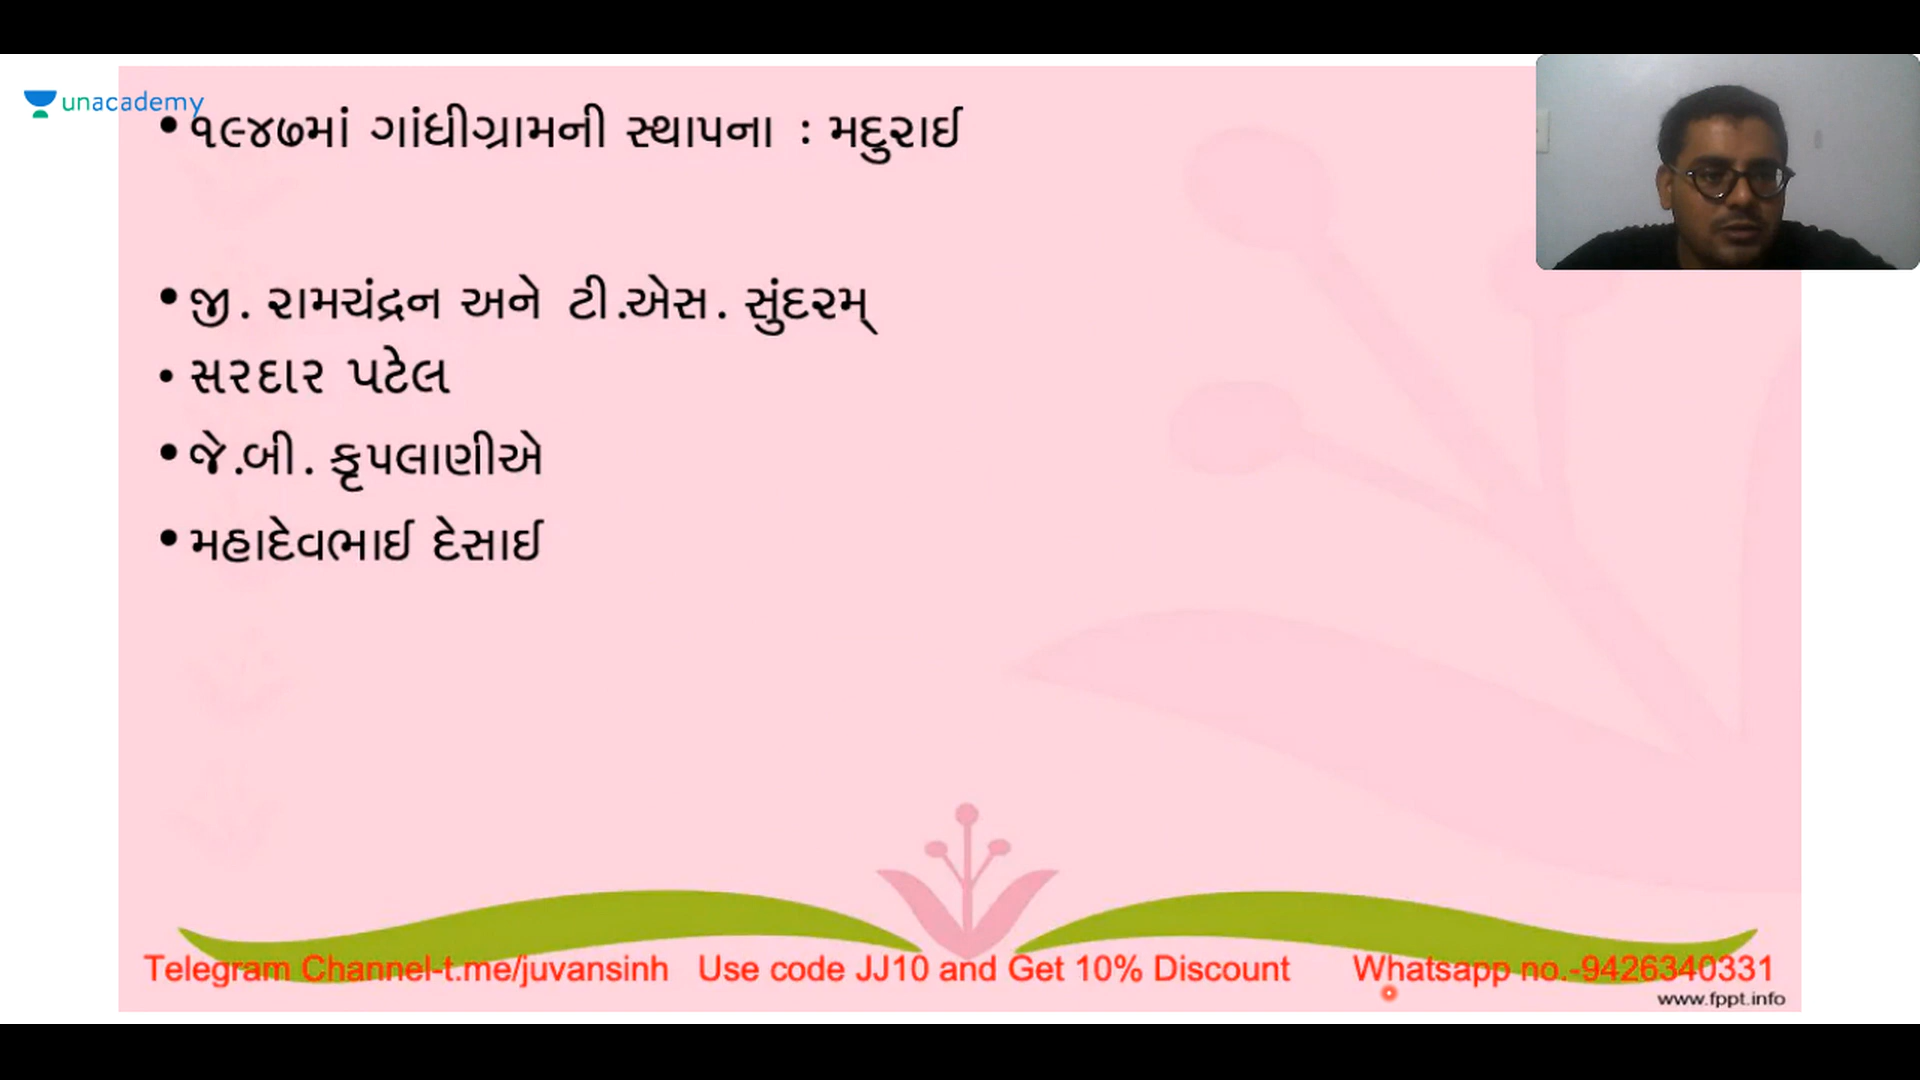 unacademy
• ૧૯૪૭માં ગાંધીગ્રામની સ્થાપના : મદુરાઈ
• જી. રામચંદ્રન અને ટી.એસ. સુંદરમ્
• સરદાર પટેલ
• જે.બી. કૃપલાણીએ
• મહાદેવભાઈ દેસાઈ
Telegram Channel-t.me/juvansinh Use code JJ10 and Get 10% Discount Whatsapp no.-9426340331
www.fppt.info